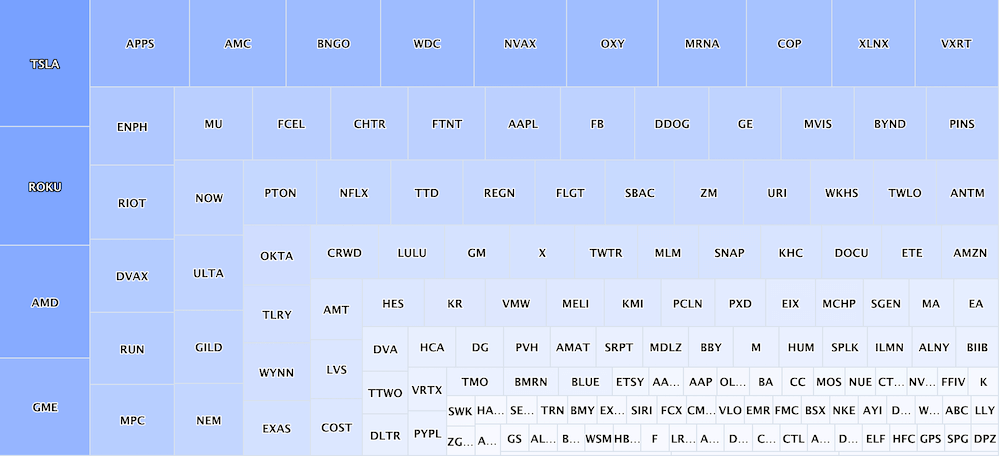 TSLA
ROKU
AMD
GME
APPS AMC BNGO WDC NVAX OXY MRNA COP XLNX VXRT
ENPH
RIOT
DVAX
RUN
MPC
MU FCEL CHTR FTNT AAPL FB DDOG GE MVIS BYND PINS
NOW
ULTA
GILD
NEM
PTON NFLX TTD REGN FLGT SBAC ZM URI WKHS TWLO ANTM
OKTA
TLRY
WYNN
EXAS
CRWD LULU GM X TWTR MLM SNAP KHC DOCU ETE AMZN
AMT
LVS
COST
HES KR VMW MELI KMI PCLN PXD EIX MCHP SGEN MA EA
DVA
TTWO
DLTR
HCA DG PVH AMAT SRPT MDLZ BBY M HUM SPLK ILMN ALNY BIIB
VRTX
PYPL
TMO BMRN BLUE ETSY AA... AAP OL... BA CC MOS NUE CT... NV... FFIV K
SWK HA... SE... TRN BMY EX... SIRI FCX CM... VLO EMR FMC BSX NKE AYI D... W... ABC LLY
ZG... A... GS AL... B... WSM HB... F LR... A... D... C... CTL A... D... ELF HFC GPS SPG DPZ